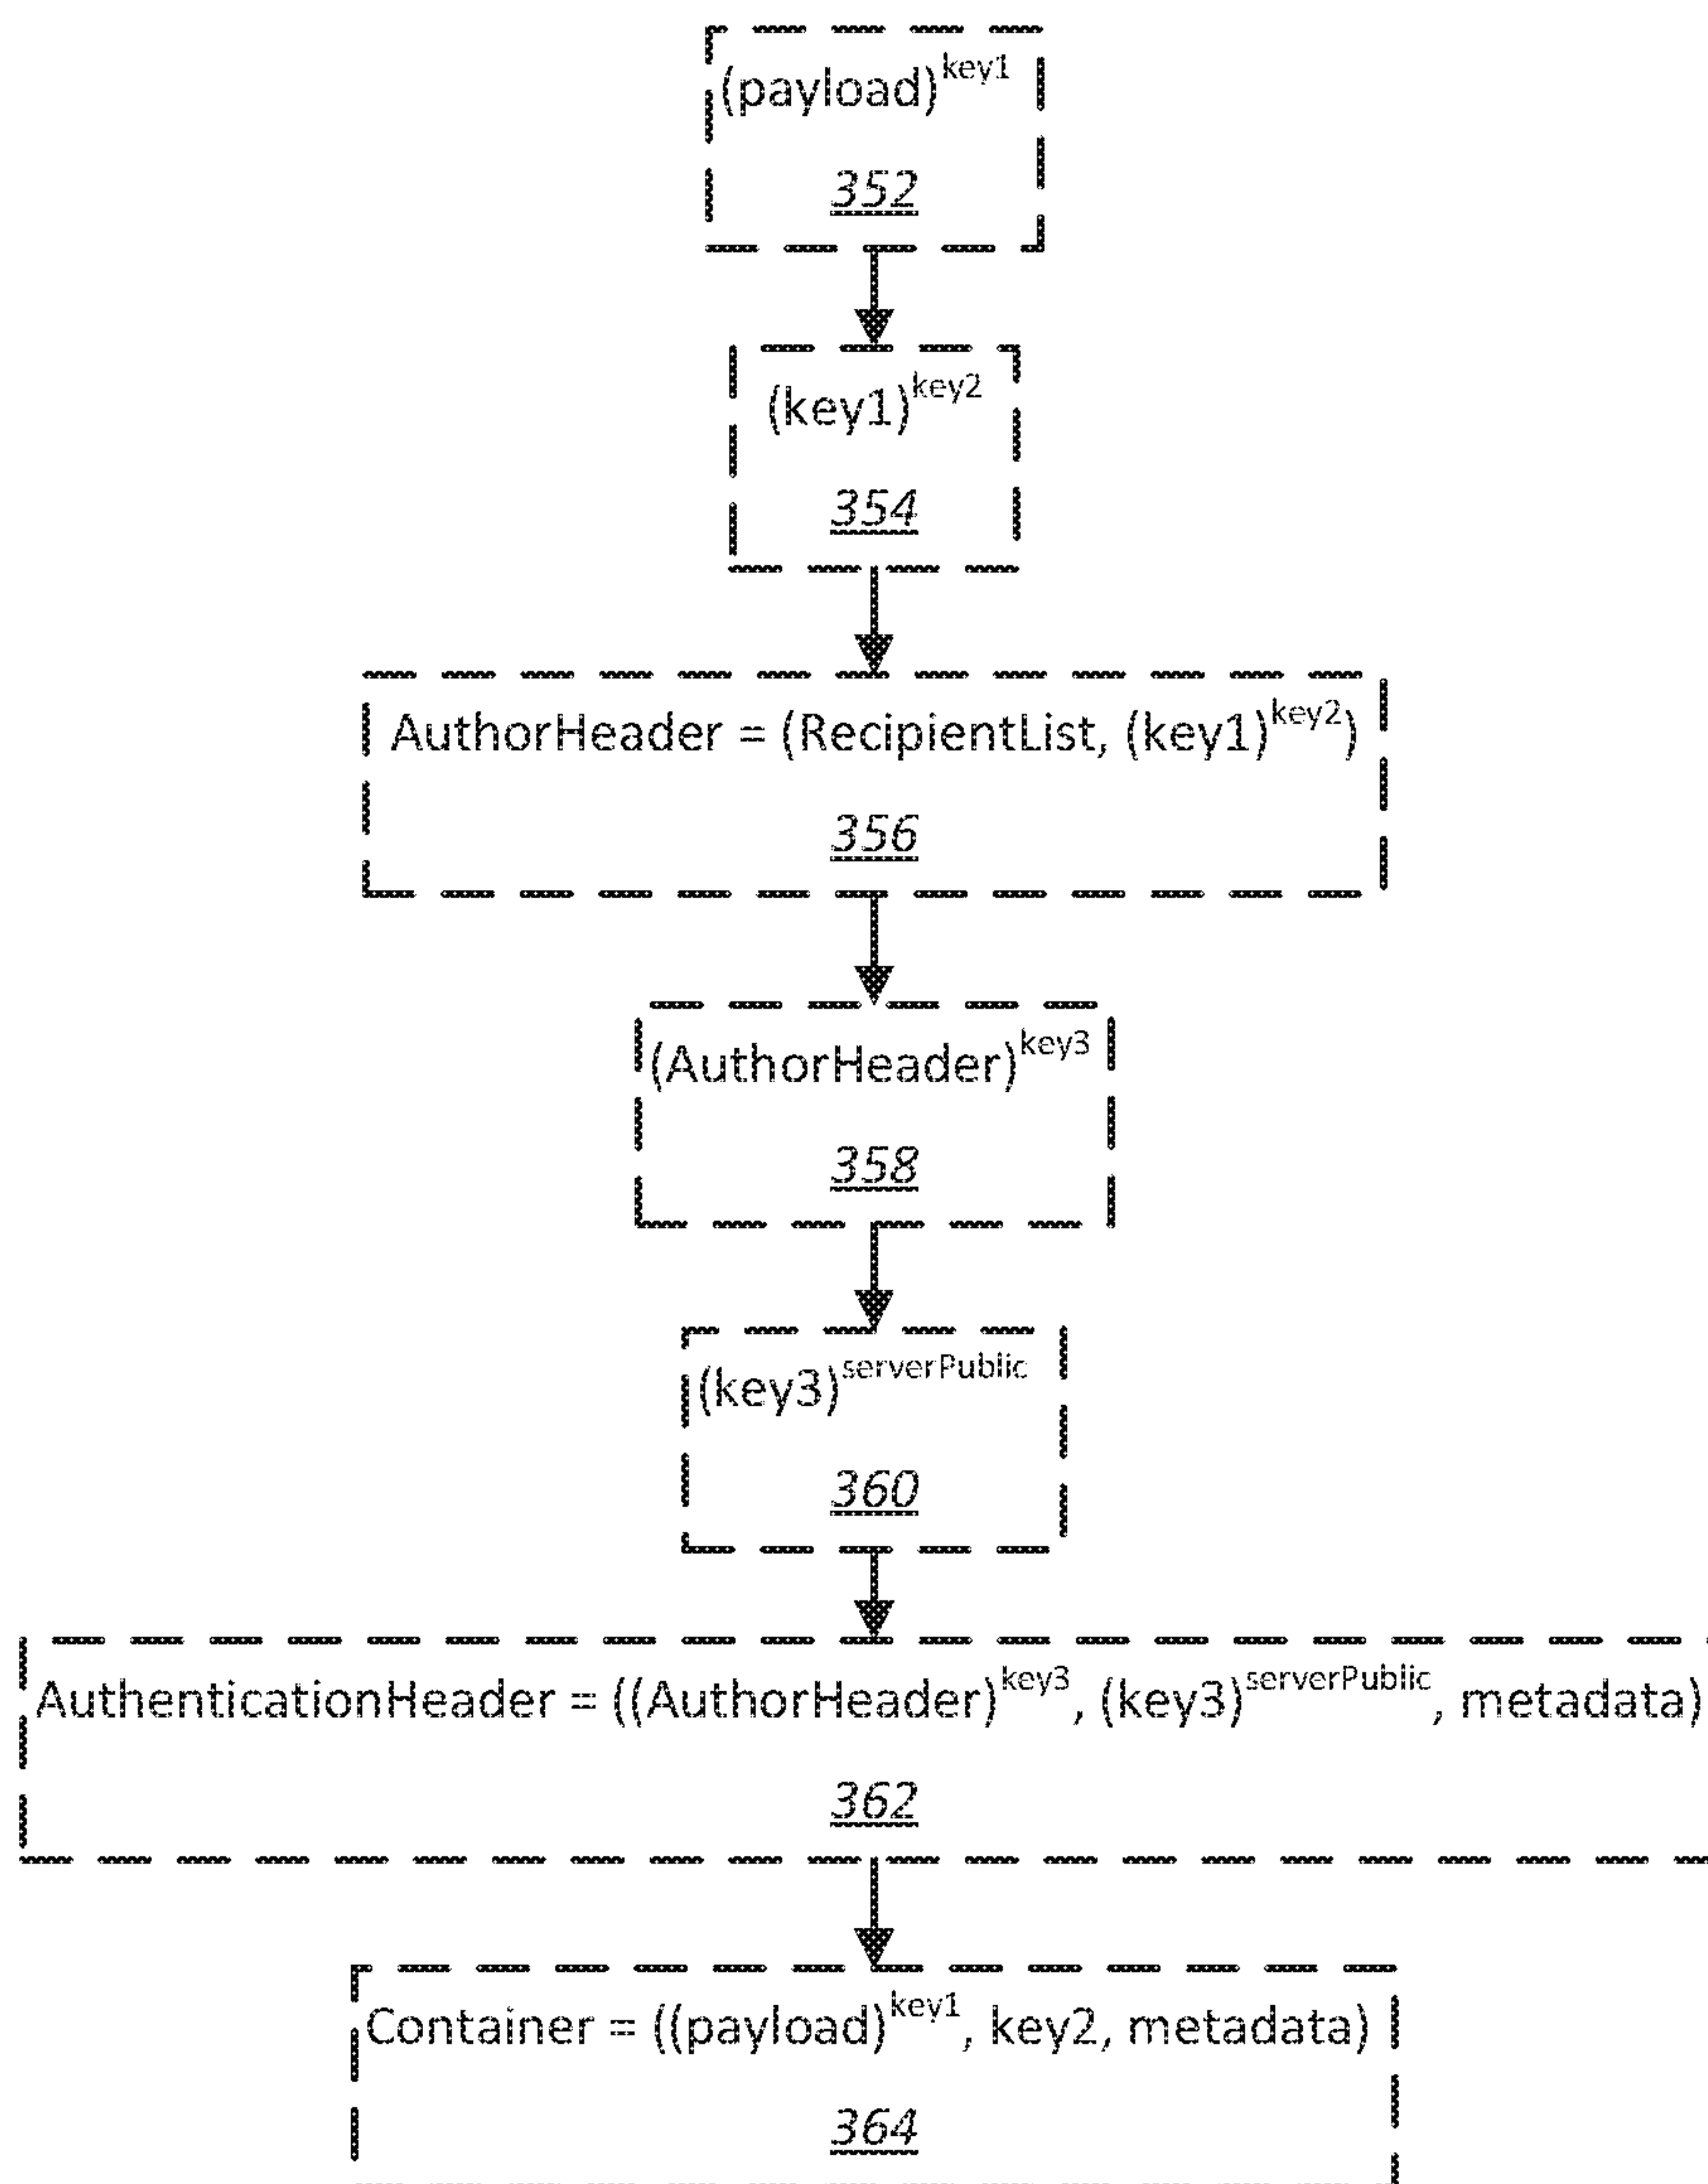 (payload)^key1
352
(key1)^key2
354
AuthorHeader = (RecipientList, (key1)^key2)
356
(AuthorHeader)^key3
358
(key3)^serverPublic
360
AuthenticationHeader = ((AuthorHeader)^key3, (key3)^serverPublic, metadata)
362
Container = ((payload)^key1, key2, metadata)
364